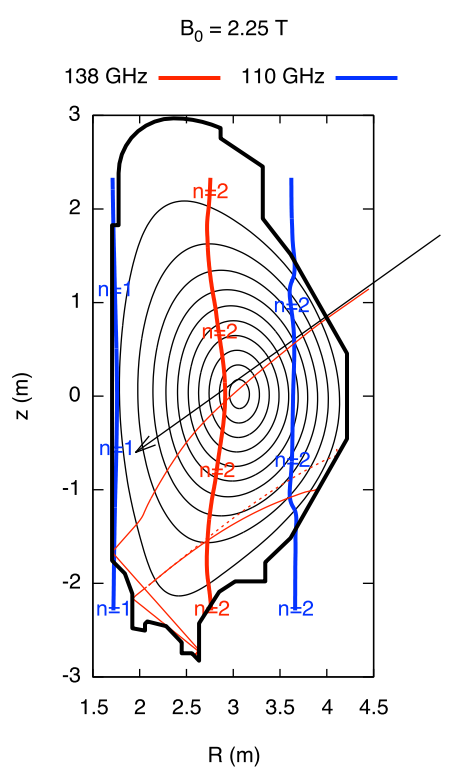 B₀ = 2.25 T
138 GHz 110 GHz
3
n=2
2
n=1
1
n=2
n=2
z (m)
0
n=1
n=2
n=2
-1
-2
n=1 n=2 n=2
-3
1.5 2 2.5 3 3.5 4 4.5
R (m)